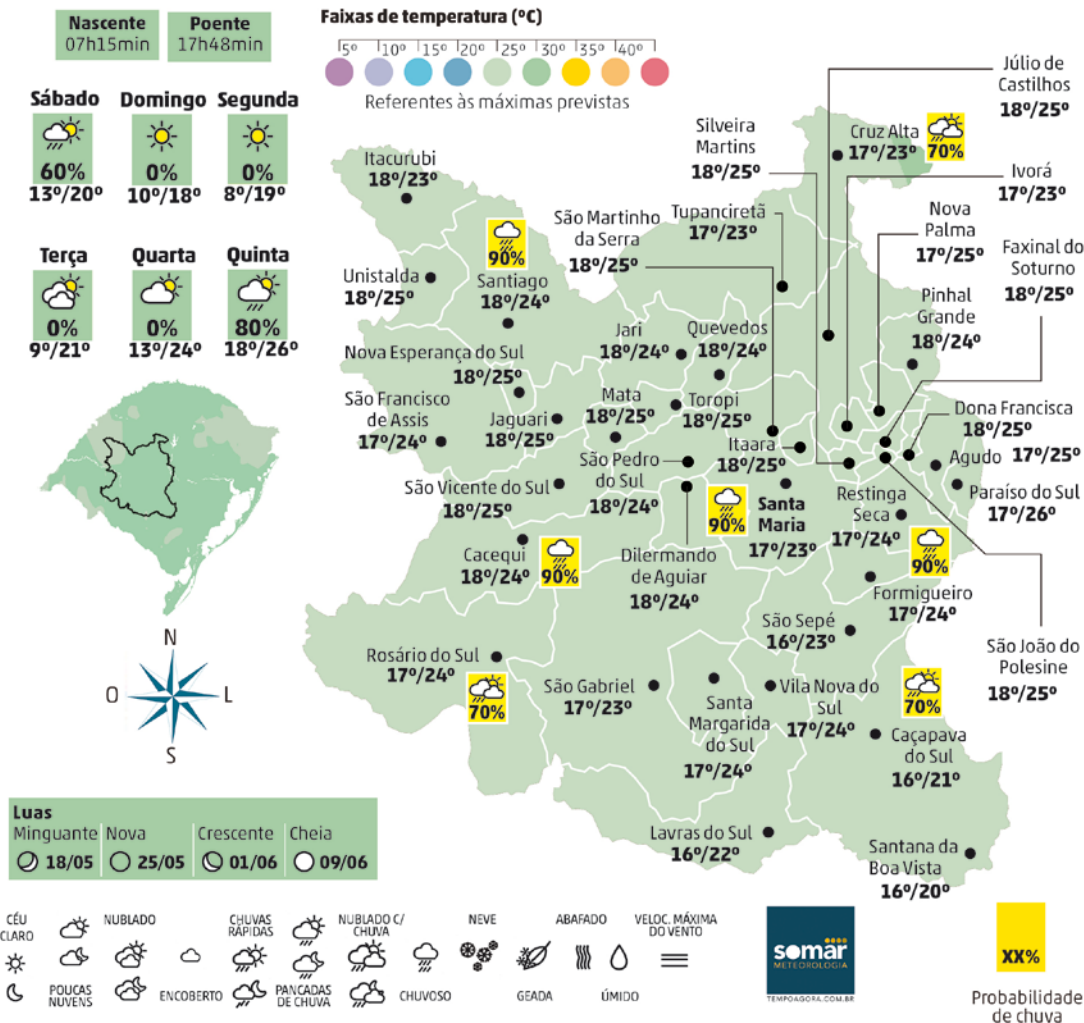 Nascente
07h15min
Poente
17h48min
Faixas de temperatura (ºC)
5º 10º 15º 20º 25º 30º 35º 40º
Referentes às máximas previstas
Sábado
60%
13º/20º
Domingo
0%
10º/18º
Segunda
0%
8º/19º
Terça
0%
9º/21º
Quarta
0%
13º/24º
Quinta
80%
18º/26º
N
O
L
S
Júlio de
Castilhos
18º/25º
Cruz Alta
17º/23º
70%
Silveira
Martins
18º/25º
Ivorá
17º/23º
Itacurubi
18º/23º
São Martinho
da Serra
18º/25º
Tupanciretã
17º/23º
Nova
Palma
17º/25º
Faxinal do
Soturno
18º/25º
90%
Santiago
18º/24º
Unistalda
18º/25º
Pinhal
Grande
18º/24º
Jari
18º/24º
Quevedos
18º/24º
Nova Esperança do Sul
18º/25º
São Francisco
de Assis
17º/24º
Jaguari
18º/25º
Mata
18º/25º
Toropi
18º/25º
Dona Francisca
18º/25º
Itaara
18º/25º
Agudo 17º/25º
São Pedro
do Sul
18º/24º
São Vicente do Sul
18º/25º
90%
Santa
Maria
17º/23º
Restinga
Seca
17º/24º
Paraíso do Sul
17º/26º
Cacequi
18º/24º
90%
Dilermando
de Aguiar
18º/24º
90%
Formigueiro
17º/24º
São Sepé
16º/23º
São João do
Polesine
18º/25º
Rosário do Sul
17º/24º
70%
São Gabriel
17º/23º
Santa
Margarida
do Sul
17º/24º
Vila Nova do
Sul
17º/24º
70%
Caçapava
do Sul
16º/21º
Lavras do Sul
16º/22º
Santana da
Boa Vista
16º/20º
Luas
Minguante
18/05
Nova
25/05
Crescente
01/06
Cheia
09/06
CÉU
CLARO
POUCAS
NUVENS
NUBLADO
ENCOBERTO
CHUVAS
RÁPIDAS
PANCADAS
DE CHUVA
NUBLADO C/
CHUVA
CHUVOSO
NEVE
GEADA
ABAFADO
ÚMIDO
VELOC. MÁXIMA
DO VENTO
somar
METEOROLOGIA
TEMPOAGORA.COM.BR
XX%
Probabilidade
de chuva